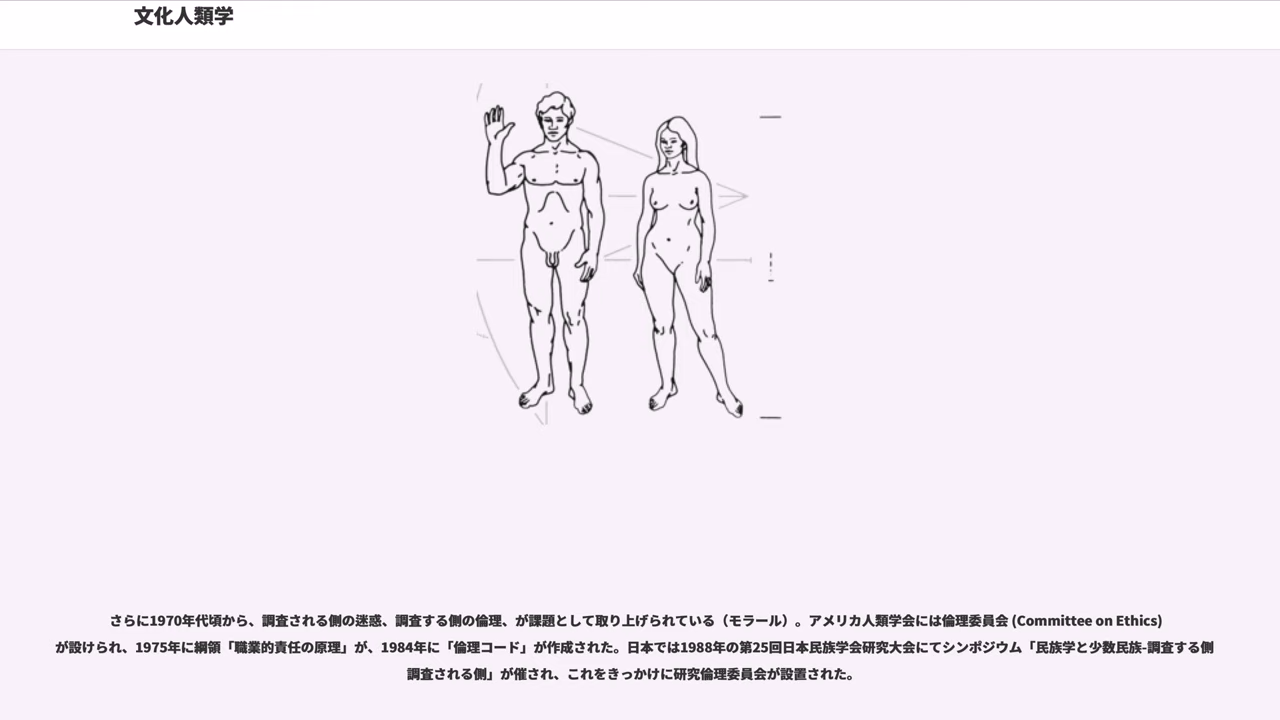 文化人類学
さらに1970年代頃から、調査される側の迷惑、調査する側の倫理、が課題として取り上げられている（モラール）。アメリカ人類学会には倫理委員会 (Committee on Ethics)
が設けられ、1975年に綱領「職業的責任の原理」が、1984年に「倫理コード」が作成された。日本では1988年の第25回日本民族学会研究大会にてシンポジウム「民族学と少数民族-調査する側
調査される側」が催され、これをきっかけに研究倫理委員会が設置された。